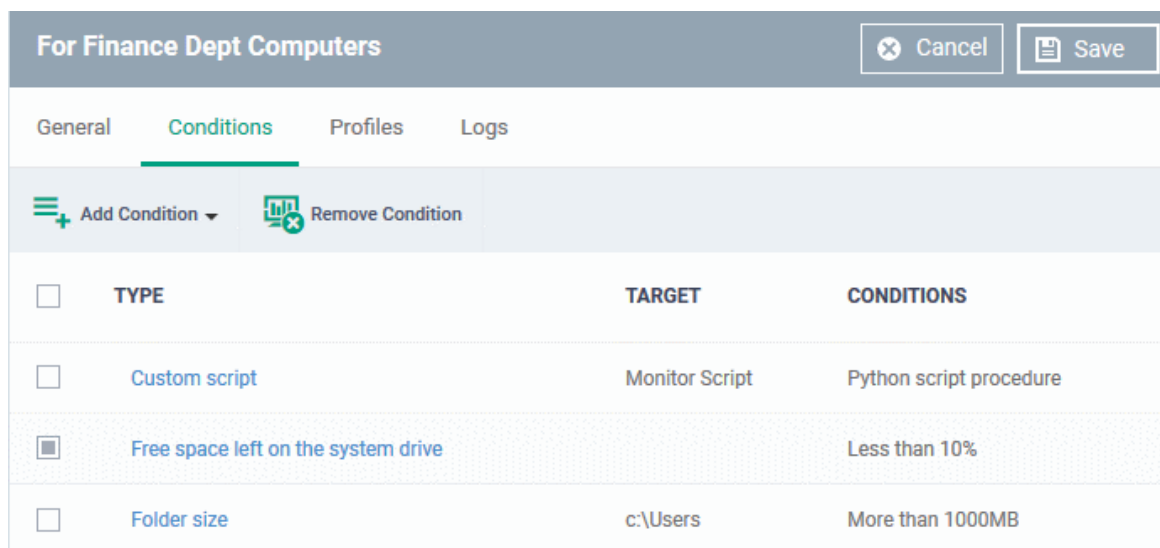 For Finance Dept Computers Cancel Save
General Conditions Profiles Logs
Add Condition Remove Condition
TYPE TARGET CONDITIONS
Custom script Monitor Script Python script procedure
Free space left on the system drive Less than 10%
Folder size c:\Users More than 1000MB